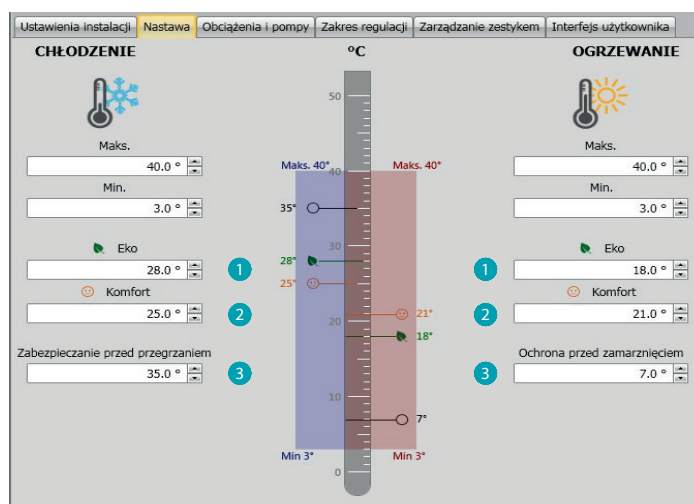 Ustawienia instalacji Nastawa Obciążenia i pompy Zakres regulacji Zarządzanie zestykem Interfejs użytkownika
CHŁODZENIE °C OGRZEWANIE
50
Maks. Maks.
Maks. 40° 40 Maks. 40°
40.0 ° 40.0 °
Min. Min.
3.0 ° 3.0 °
35°
Eko 30 Eko
28.0 ° 1 28° 1 18.0 °
25°
Komfort Komfort
25.0 ° 2 21° 2 21.0 °
20
18°
Zabezpieczanie przed przegrzaniem Ochrona przed zamarznięciem
35.0 ° 3 3 7.0 °
10
7°
Min 3° Min 3°
0